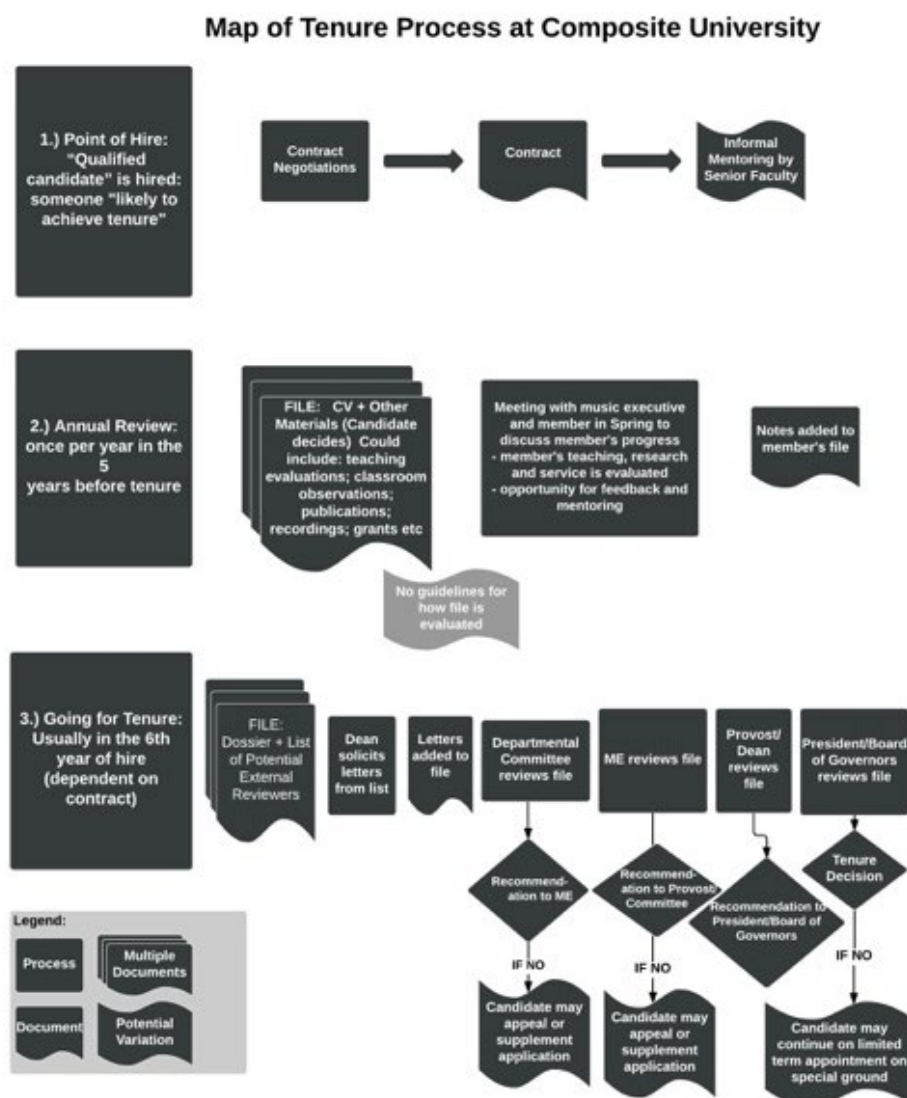 Map of Tenure Process at Composite University
1.) Point of Hire:
"Qualified
candidate" is hired:
someone "likely to
achieve tenure"
Contract
Negotiations
Contract
Informal
Mentoring by
Senior Faculty
2.) Annual Review:
once per year in the
5
years before tenure
FILE: CV + Other
Materials (Candidate
decides) Could
include: teaching
evaluations; classroom
observations;
publications;
recordings; grants etc
Meeting with music executive
and member in Spring to
discuss member's progress
- member's teaching, research
and service is evaluated
- opportunity for feedback and
mentoring
Notes added to
member's file
No guidelines for
how file is
evaluated
3.) Going for Tenure:
Usually in the 6th
year of hire
(dependent on
contract)
FILE:
Dossier + List
of Potential
External
Reviewers
Dean
solicits
letters
from list
Letters
added to
file
Departmental
Committee
reviews file
ME reviews file
Provost/
Dean
reviews
file
President/Board
of Governors
reviews file
Recommend-
ation to ME
Recommend-
ation to Provost/
Committee
Recommendation to
President/Board of
Governors
Tenure
Decision
IF NO
IF NO
IF NO
Candidate may
appeal or
supplement
application
Candidate may
appeal or
supplement
application
Candidate may
continue on limited
term appointment on
special ground
Legend:
Process
Multiple
Documents
Document
Potential
Variation